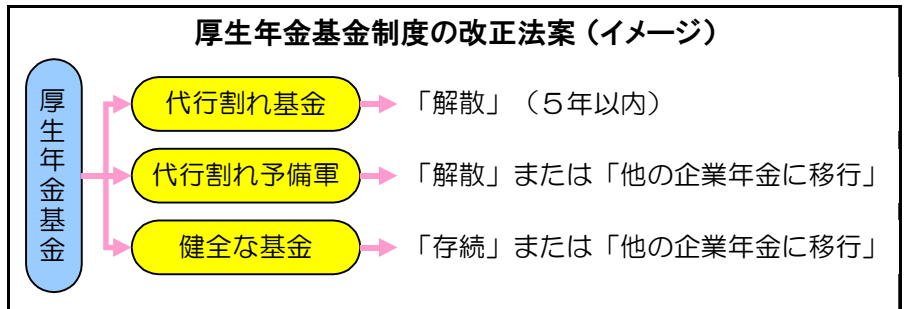 厚生年金基金制度の改正法案（イメージ）
厚生年金基金
代行割れ基金
「解散」（５年以内）
代行割れ予備軍
「解散」または「他の企業年金に移行」
健全な基金
「存続」または「他の企業年金に移行」